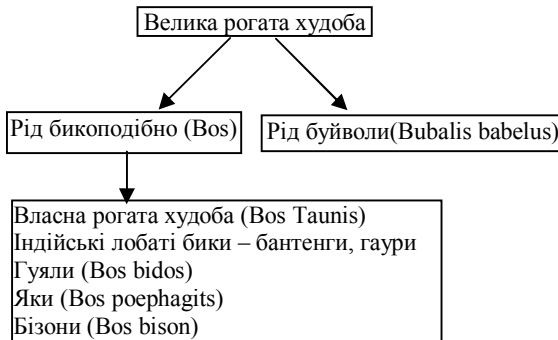 Велика рогата худоба
Рід бикоподібно (Bos)
Рід буйволи(Bubalis babelus)
Власна рогата худоба (Bos Taunis)
Індійські лобаті бики – бантенги, гаури
Гуяли (Bos bidos)
Яки (Bos poephagits)
Бізони (Bos bison)